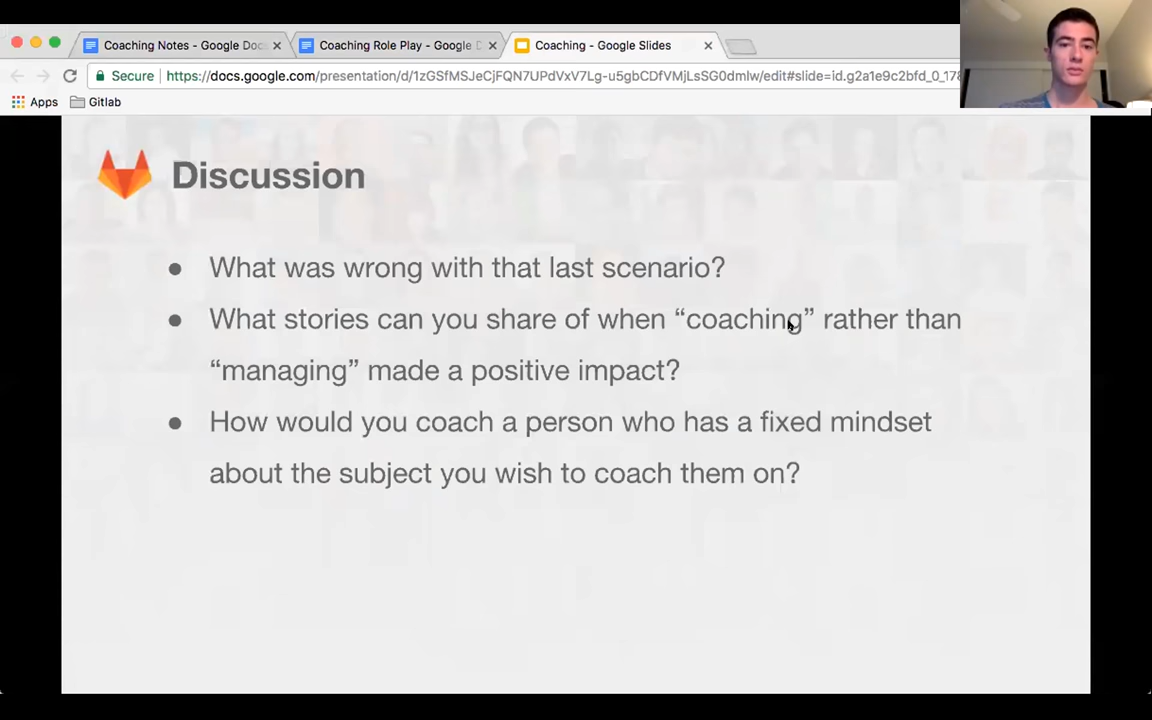 Coaching Notes - Google Doc
Coaching Role Play - Google D
Coaching - Google Slides
Secure
https://docs.google.com/presentation/d/1zGSfMSJeCjFQN7UPdVxV7Lg-u5gbCDfVMjLsSG0dmlw/edit#slide=id.g2a1e9c2bfd_0_178
Apps
Gitlab
Discussion
● What was wrong with that last scenario?
● What stories can you share of when “coaching” rather than
“managing” made a positive impact?
● How would you coach a person who has a fixed mindset
about the subject you wish to coach them on?